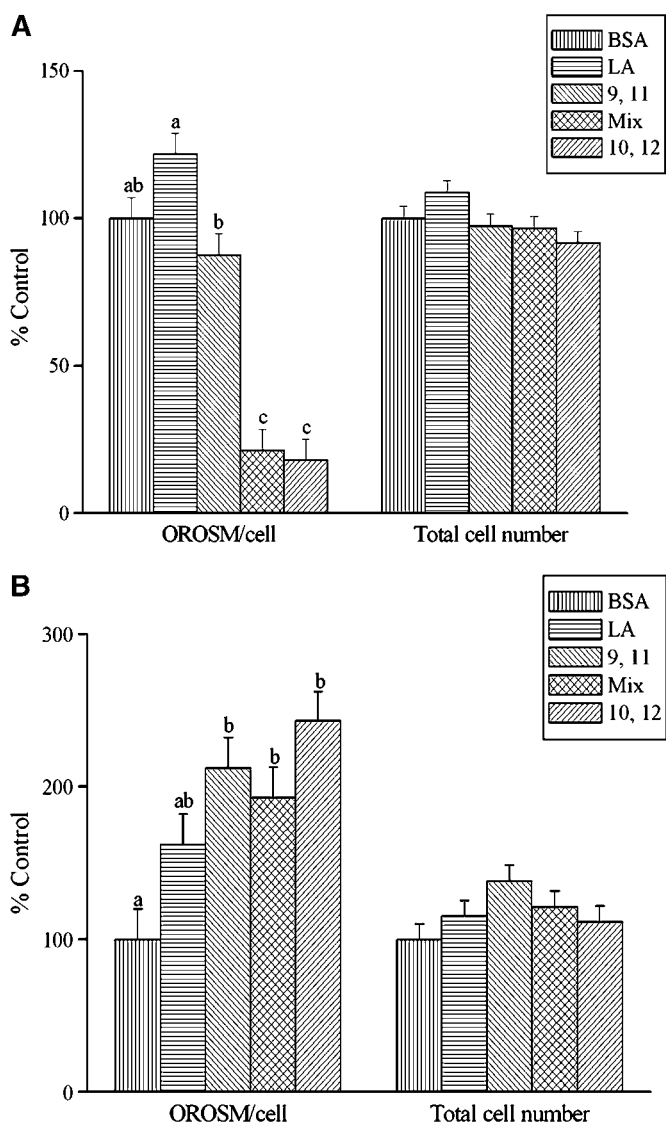 A
BSA
LA
9, 11
Mix
10, 12
150
100
50
0
% Control
ab
a
b
c
c
OROSM/cell
Total cell number
B
BSA
LA
9, 11
Mix
10, 12
300
200
100
0
% Control
a
ab
b
b
b
OROSM/cell
Total cell number